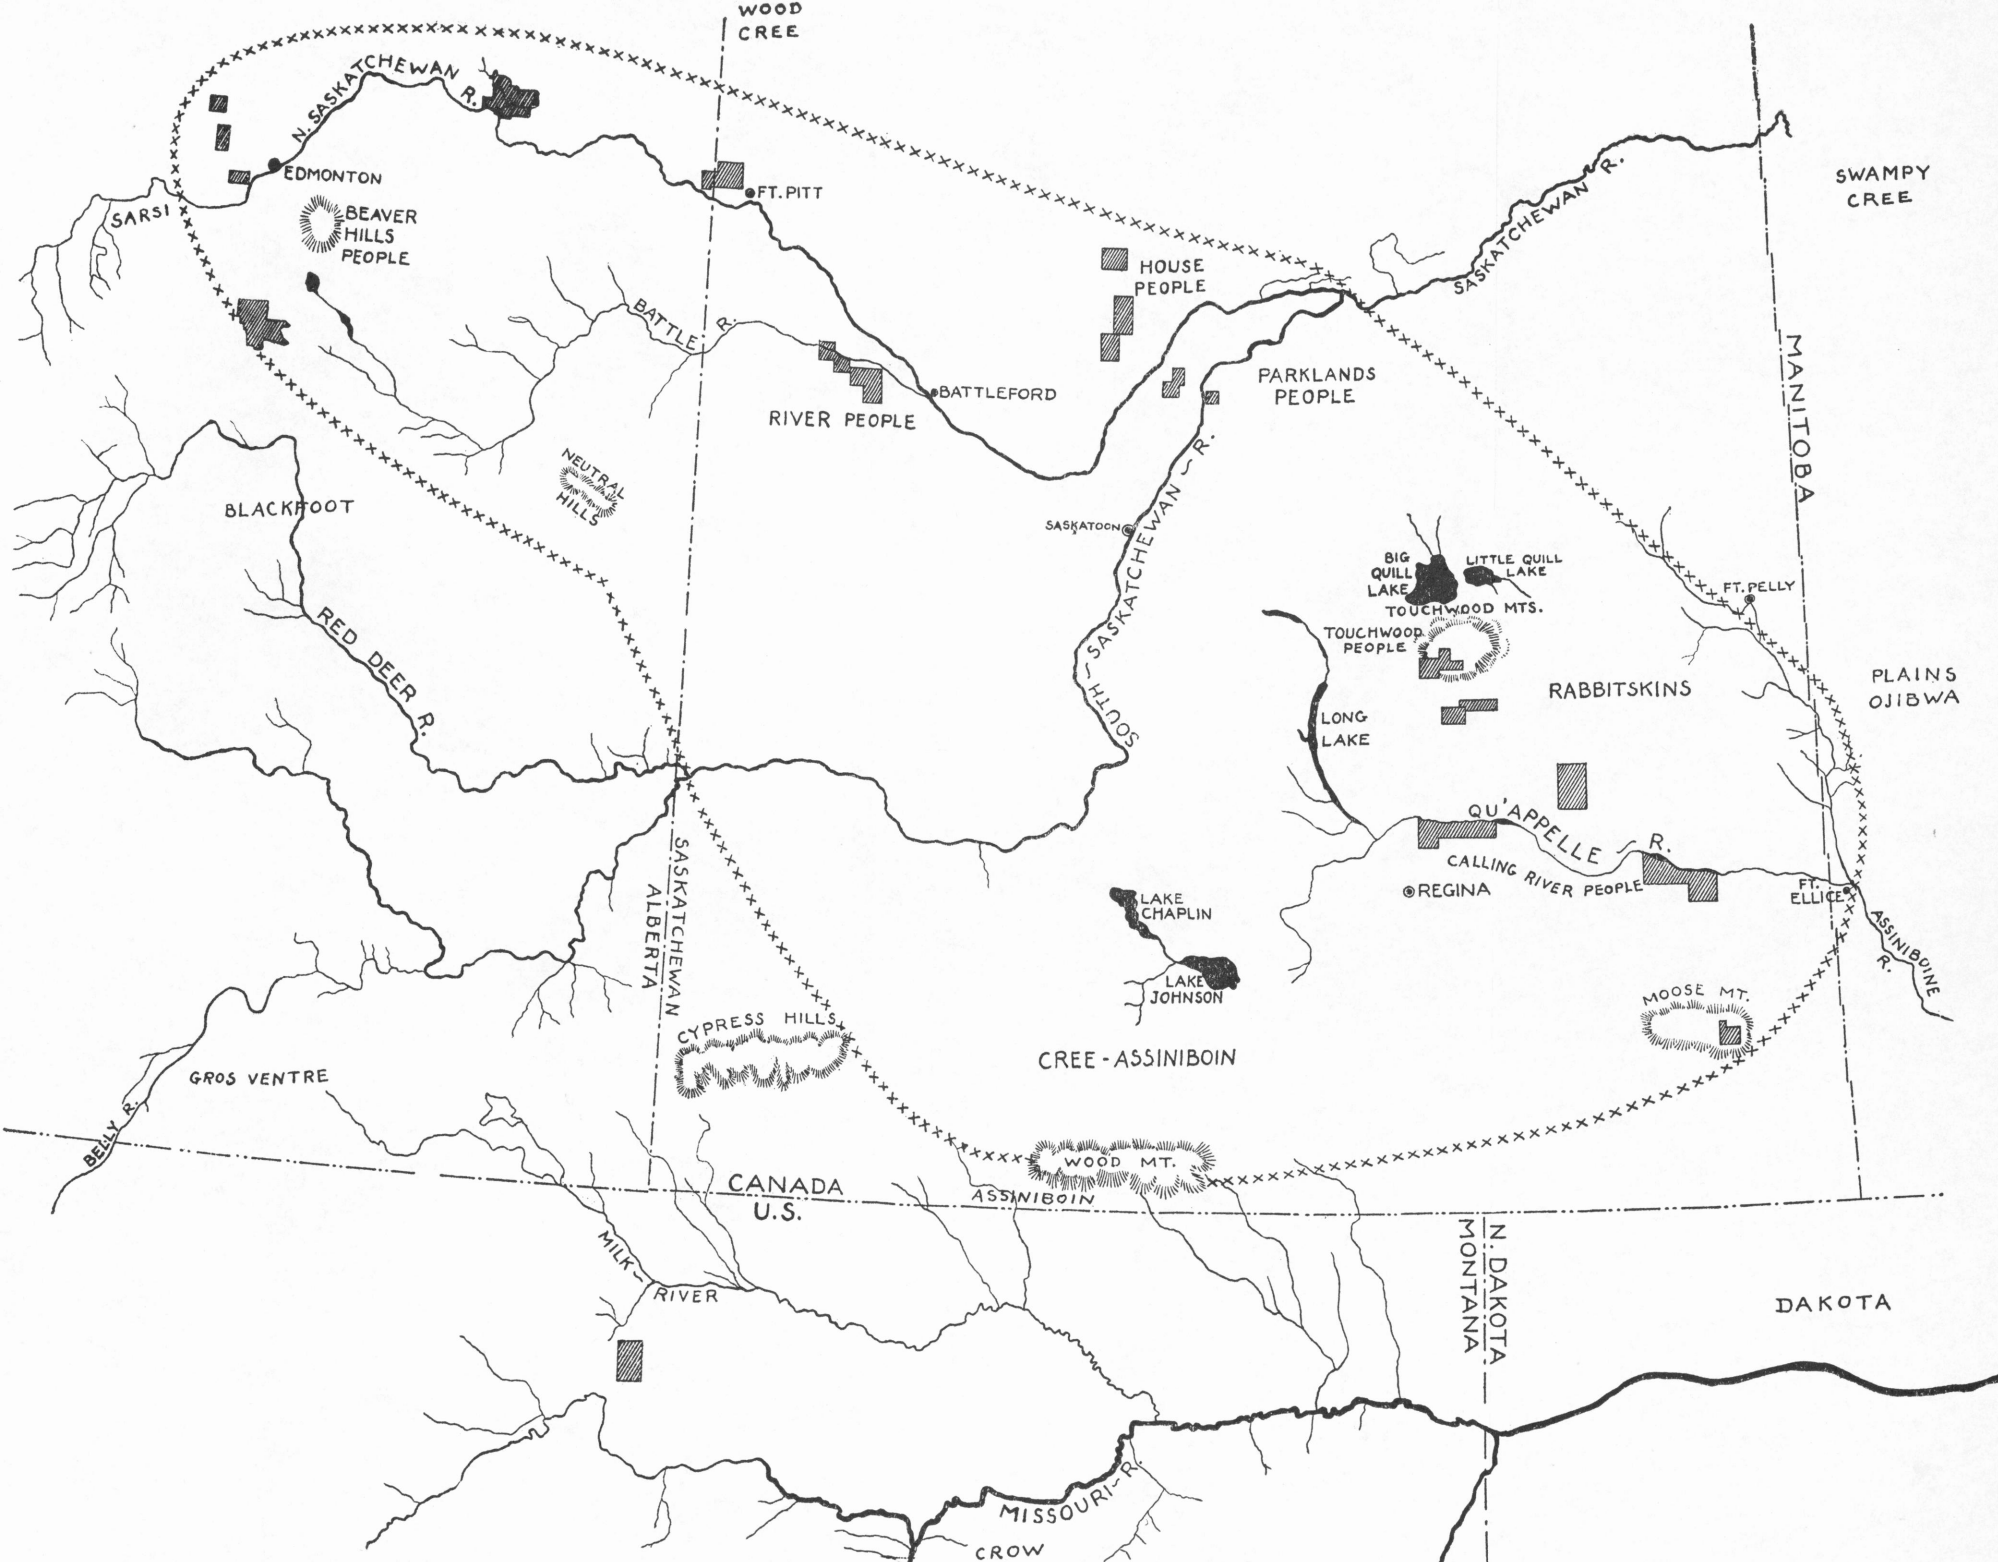 WOOD
CREE
N. SASKATCHEWAN R.
EDMONTON
FT. PITT
SWAMPY
CREE
SARSI
BEAVER
HILLS
PEOPLE
HOUSE
PEOPLE
SASKATCHEWAN R.
BATTLE R.
BATTLEFORD
RIVER PEOPLE
PARKLANDS
PEOPLE
MANITOBA
NEUTRAL
HILLS
BLACKFOOT
SASKATOON
SOUTH SASKATCHEWAN R.
BIG
QUILL
LAKE
LITTLE QUILL
LAKE
TOUCHWOOD MTS.
TOUCHWOOD
PEOPLE
FT. PELLY
RED DEER R.
RABBITSKINS
PLAINS
OJIBWA
LONG
LAKE
QU'APPELLE R.
CALLING RIVER PEOPLE
REGINA
FT.
ELLICE
ASSINIBOINE
R.
SASKATCHEWAN
ALBERTA
LAKE
CHAPLIN
LAKE
JOHNSON
MOOSE MT.
CYPRESS HILLS
CREE-ASSINIBOIN
GROS VENTRE
BELLY R.
WOOD MT.
CANADA
U.S.
ASSINIBOIN
MILK
RIVER
N. DAKOTA
MONTANA
DAKOTA
MISSOURI R.
CROW